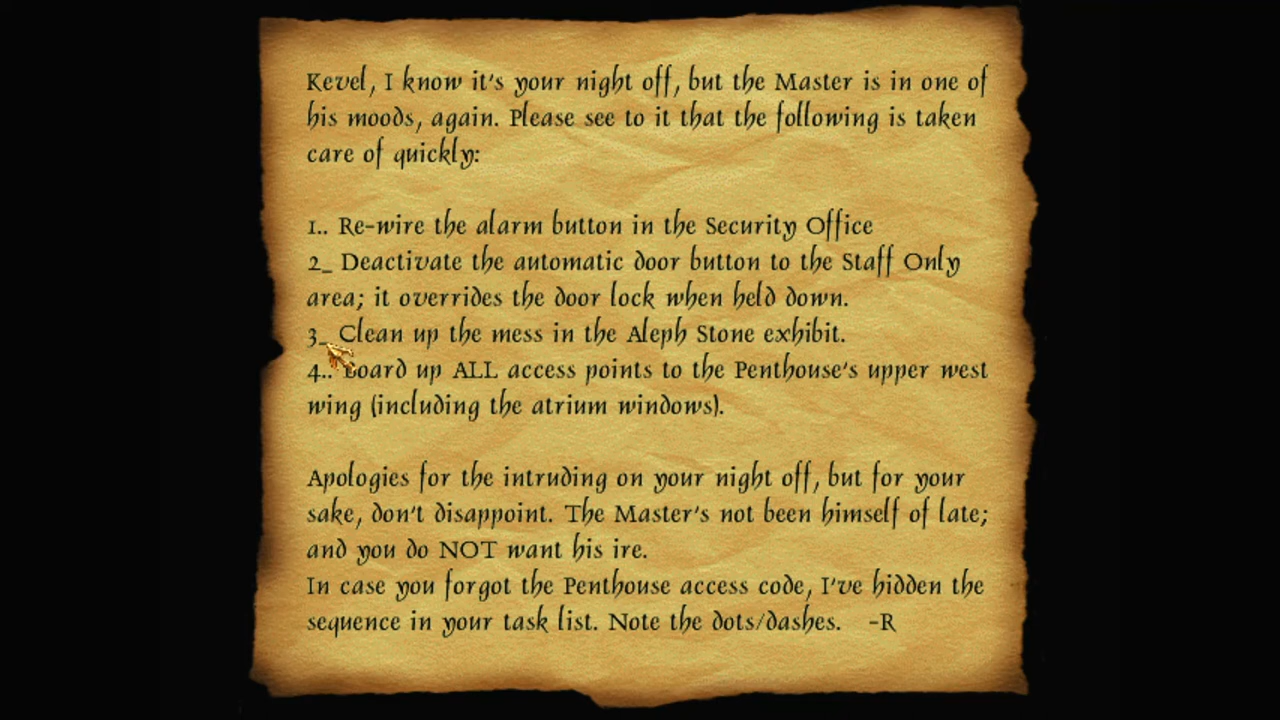 Kevel, I know it's your night off, but the Master is in one of
his moods, again. Please see to it that the following is taken
care of quickly:
1.. Re-wire the alarm button in the Security Office
2_ Deactivate the automatic door button to the Staff Only
area; it overrides the door lock when held down.
3_ Clean up the mess in the Aleph Stone exhibit.
4.. Board up ALL access points to the Penthouse's upper west
wing (including the atrium windows).
Apologies for the intruding on your night off, but for your
sake, don't disappoint. The Master's not been himself of late;
and you do NOT want his ire.
In case you forgot the Penthouse access code, I've hidden the
sequence in your task list. Note the dots/dashes. -R